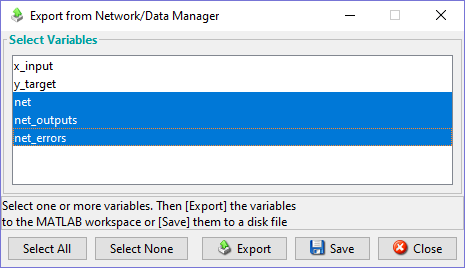 Export from Network/Data Manager
Select Variables
x_input
y_target
net
net_outputs
net_errors
Select one or more variables. Then [Export] the variables
to the MATLAB workspace or [Save] them to a disk file
Select All Select None Export Save Close